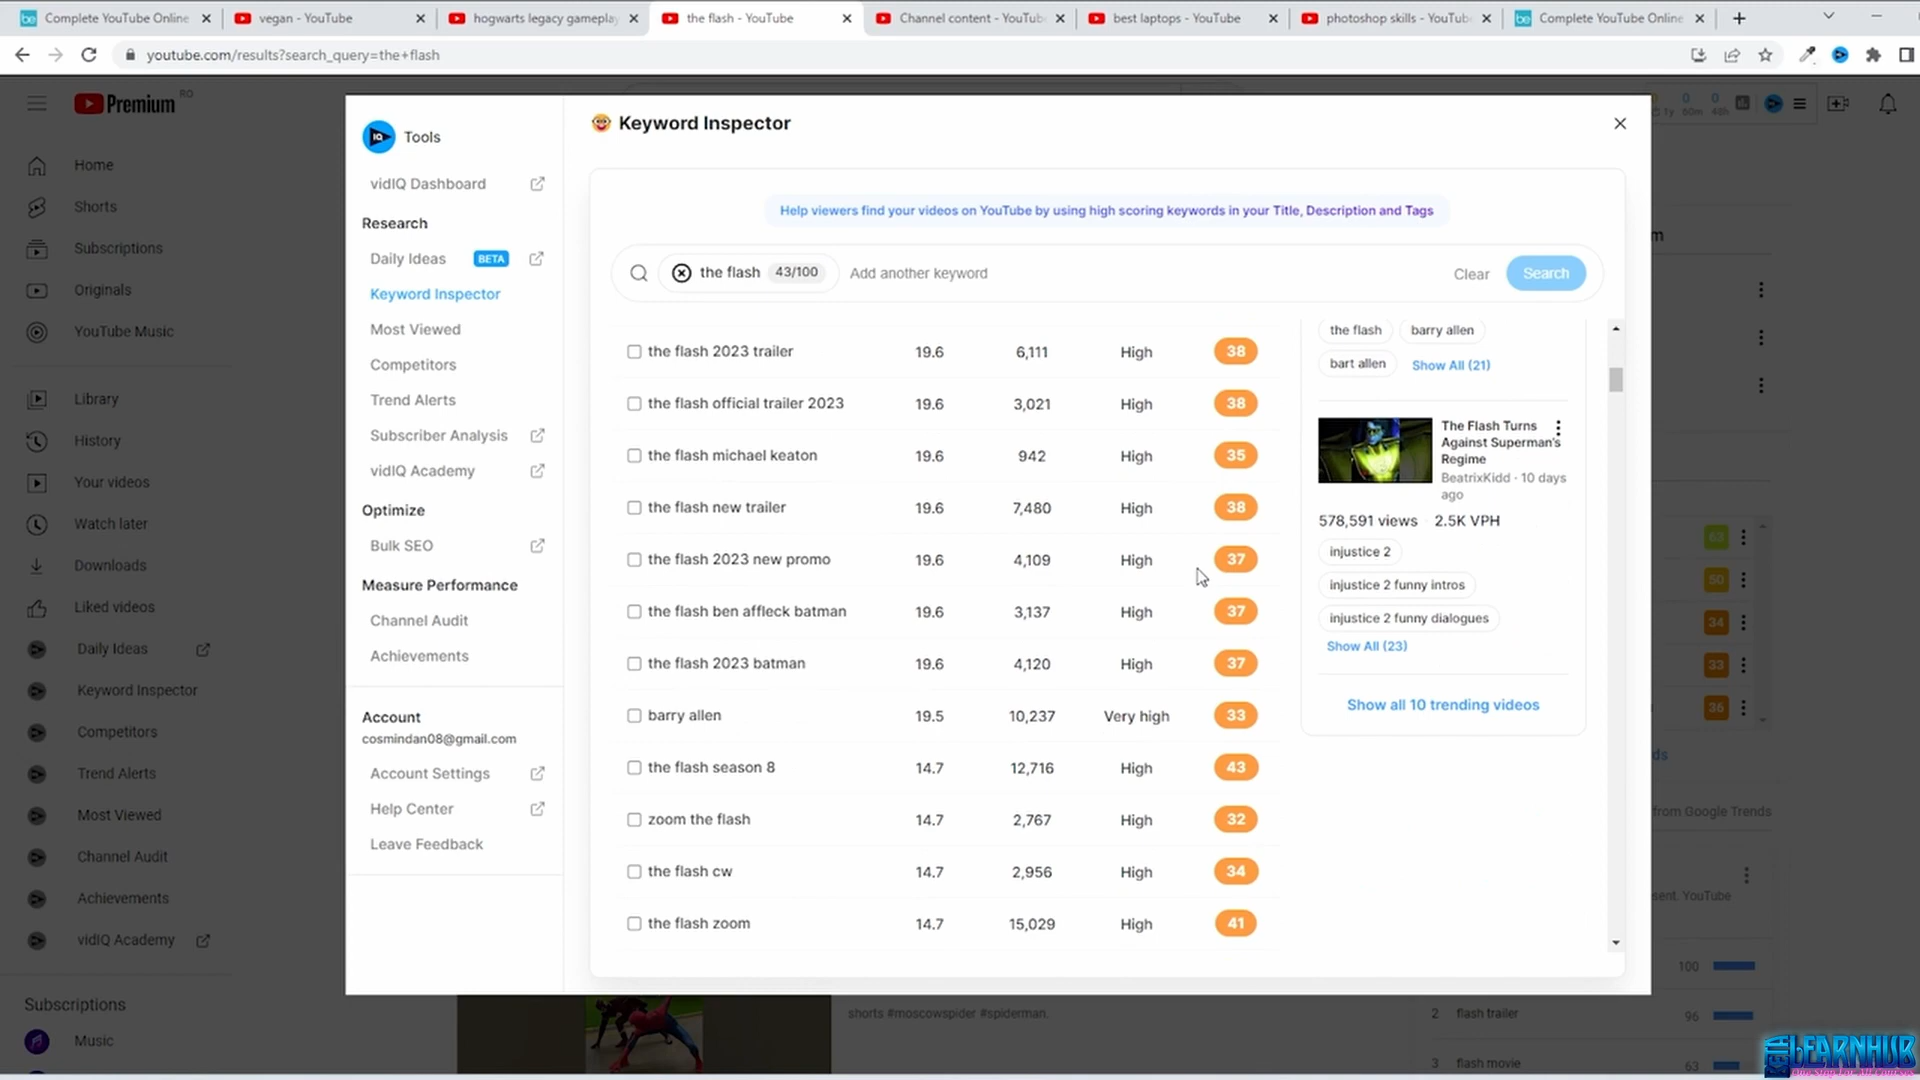 Complete YouTube Online
vegan - YouTube
hogwarts legacy gameplay
the flash - YouTube
Channel content - YouTube
best laptops - YouTube
photoshop skills - YouTube
Complete YouTube Online
youtube.com/results?search_query=the+flash
Premium RO
Home
Shorts
Subscriptions
Originals
YouTube Music
Library
History
Your videos
Watch later
Downloads
Liked videos
Daily Ideas
Keyword Inspector
Competitors
Trend Alerts
Most Viewed
Channel Audit
Achievements
vidIQ Academy
Subscriptions
Music
IQ Tools
vidIQ Dashboard
Research
Daily Ideas BETA
Keyword Inspector
Most Viewed
Competitors
Trend Alerts
Subscriber Analysis
vidIQ Academy
Optimize
Bulk SEO
Measure Performance
Channel Audit
Achievements
Account
cosmindan08@gmail.com
Account Settings
Help Center
Leave Feedback
Keyword Inspector
Help viewers find your videos on YouTube by using high scoring keywords in your Title, Description and Tags
the flash 43/100 Add another keyword Clear Search
the flash 2023 trailer 19.6 6,111 High 38
the flash official trailer 2023 19.6 3,021 High 38
the flash michael keaton 19.6 942 High 35
the flash new trailer 19.6 7,480 High 38
the flash 2023 new promo 19.6 4,109 High 37
the flash ben affleck batman 19.6 3,137 High 37
the flash 2023 batman 19.6 4,120 High 37
barry allen 19.5 10,237 Very high 33
the flash season 8 14.7 12,716 High 43
zoom the flash 14.7 2,767 High 32
the flash cw 14.7 2,956 High 34
the flash zoom 14.7 15,029 High 41
the flash barry allen
bart allen Show All (21)
The Flash Turns
Against Superman's
Regime
BeatrixKidd · 10 days
ago
578,591 views 2.5K VPH
injustice 2
injustice 2 funny intros
injustice 2 funny dialogues
Show All (23)
Show all 10 trending videos
0 0 0
1y 60m 48h
m
63
50
34
33
36
ds
from Google Trends
esent. YouTube
100
shorts #moscowspider #spiderman.
2 flash trailer 96
3 flash movie 63
LEARNHUB